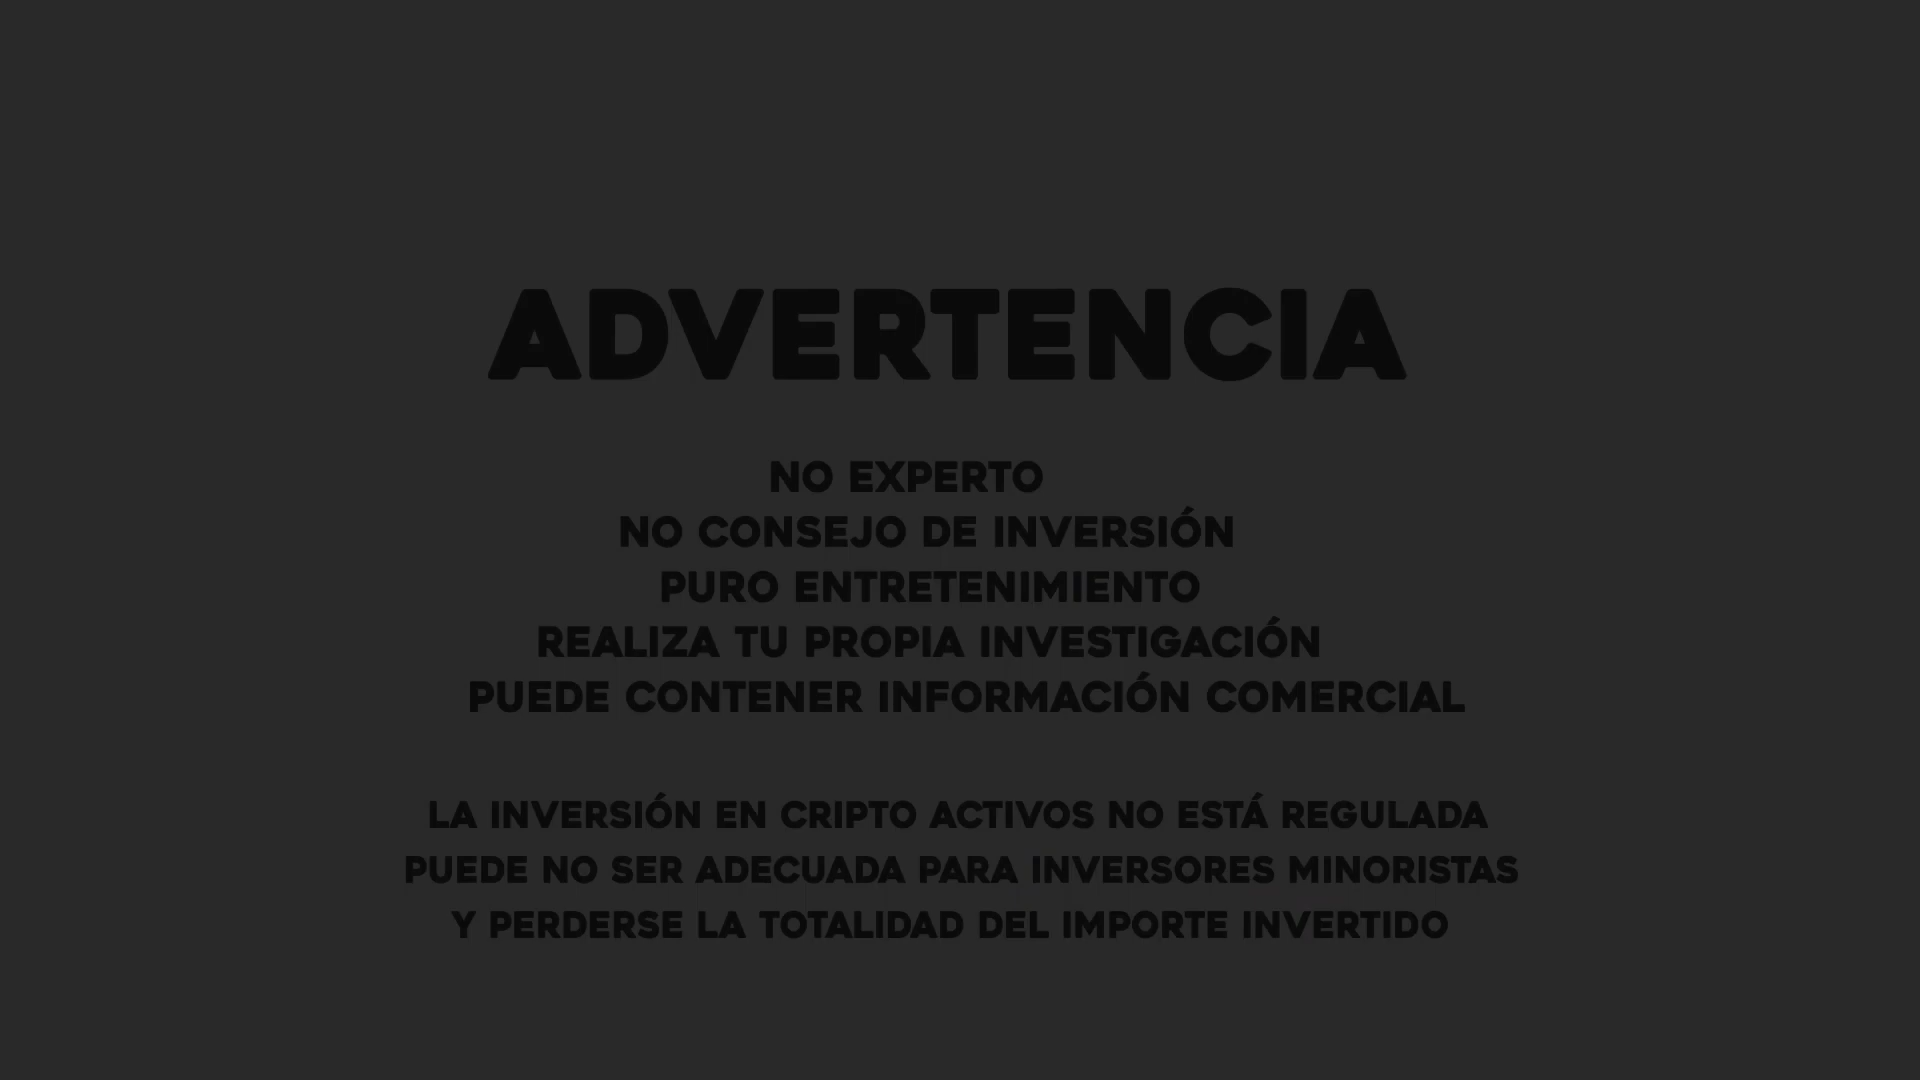 ADVERTENCIA
NO EXPERTO
NO CONSEJO DE INVERSIÓN
PURO ENTRETENIMIENTO
REALIZA TU PROPIA INVESTIGACIÓN
PUEDE CONTENER INFORMACIÓN COMERCIAL
LA INVERSIÓN EN CRIPTO ACTIVOS NO ESTÁ REGULADA
PUEDE NO SER ADECUADA PARA INVERSORES MINORISTAS
Y PERDERSE LA TOTALIDAD DEL IMPORTE INVERTIDO